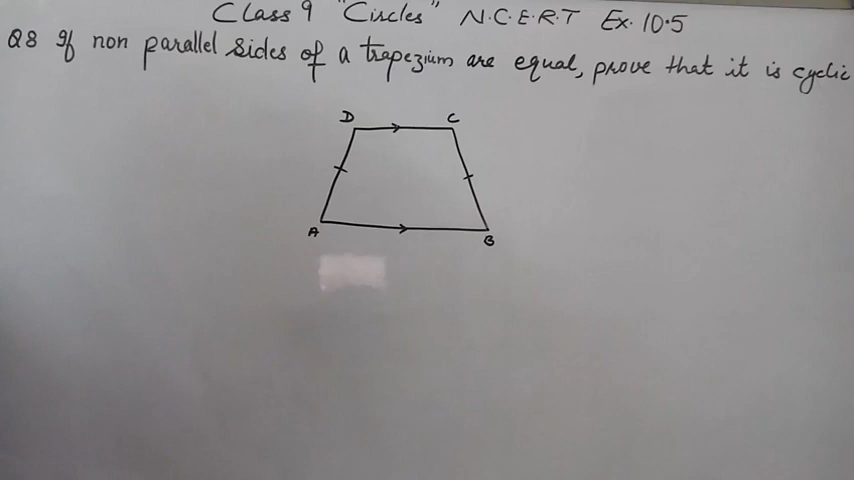 Class 9 "Circles" N.C.E.R.T Ex. 10.5
Q8 If non parallel sides of a trapezium are equal, prove that it is cyclic
D C
A B